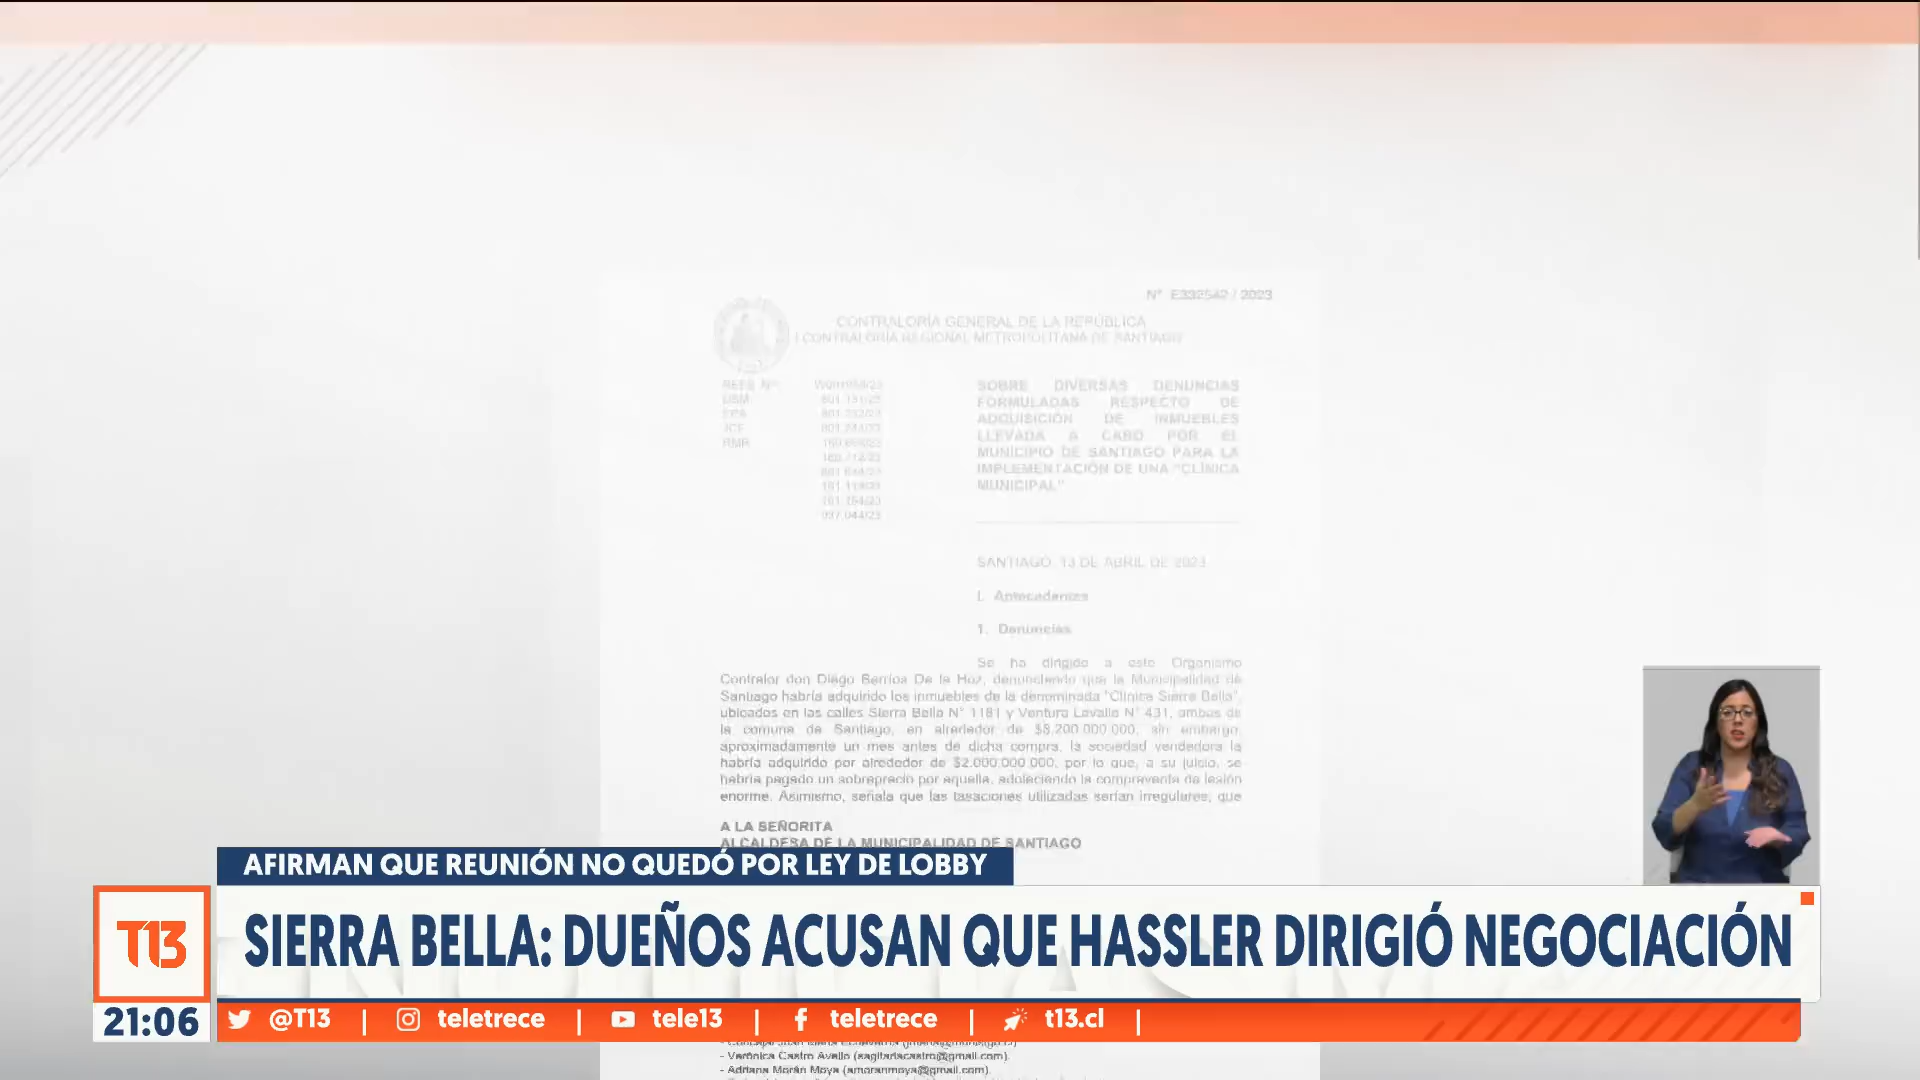 N° E332542 / 2023
CONTRALORÍA GENERAL DE LA REPÚBLICA
I CONTRALORÍA REGIONAL METROPOLITANA DE SANTIAGO
REFS. N°:
SOBRE DIVERSAS DENUNCIAS
FORMULADAS RESPECTO DE
ADQUISICIÓN DE INMUEBLES
LLEVADA A CABO POR EL
MUNICIPIO DE SANTIAGO PARA LA
IMPLEMENTACIÓN DE UNA "CLÍNICA
MUNICIPAL"
SANTIAGO, 13 DE ABRIL DE 2023
I. Antecedentes
1. Denuncias
Se ha dirigido a este Organismo
Contralor don Diego Berríos De la Hoz, denunciando que la Municipalidad de
Santiago habría adquirido los inmuebles de la denominada "Clínica Sierra Bella",
ubicados en las calles Sierra Bella N° 1181 y Ventura Lavalle N° 431, ambas de
la comuna de Santiago, en alrededor de $8.200.000.000, sin embargo,
aproximadamente un mes antes de dicha compra, la sociedad vendedora la
habría adquirido por alrededor de $2.000.000.000, por lo que, a su juicio, se
habría pagado un sobreprecio por aquella, adoleciendo la compraventa de lesión
enorme. Asimismo, señala que las tasaciones utilizadas serían irregulares, que
A LA SEÑORITA
ALCALDESA DE LA MUNICIPALIDAD DE SANTIAGO
AFIRMAN QUE REUNIÓN NO QUEDÓ POR LEY DE LOBBY
T13
SIERRA BELLA: DUEÑOS ACUSAN QUE HASSLER DIRIGIÓ NEGOCIACIÓN
21:06
@T13 | teletrece | tele13 | teletrece | t13.cl |
- Verónica Castro Avello (sagitariacastro@gmail.com).
- Adriana Morán Moya (amoranmoya@gmail.com).